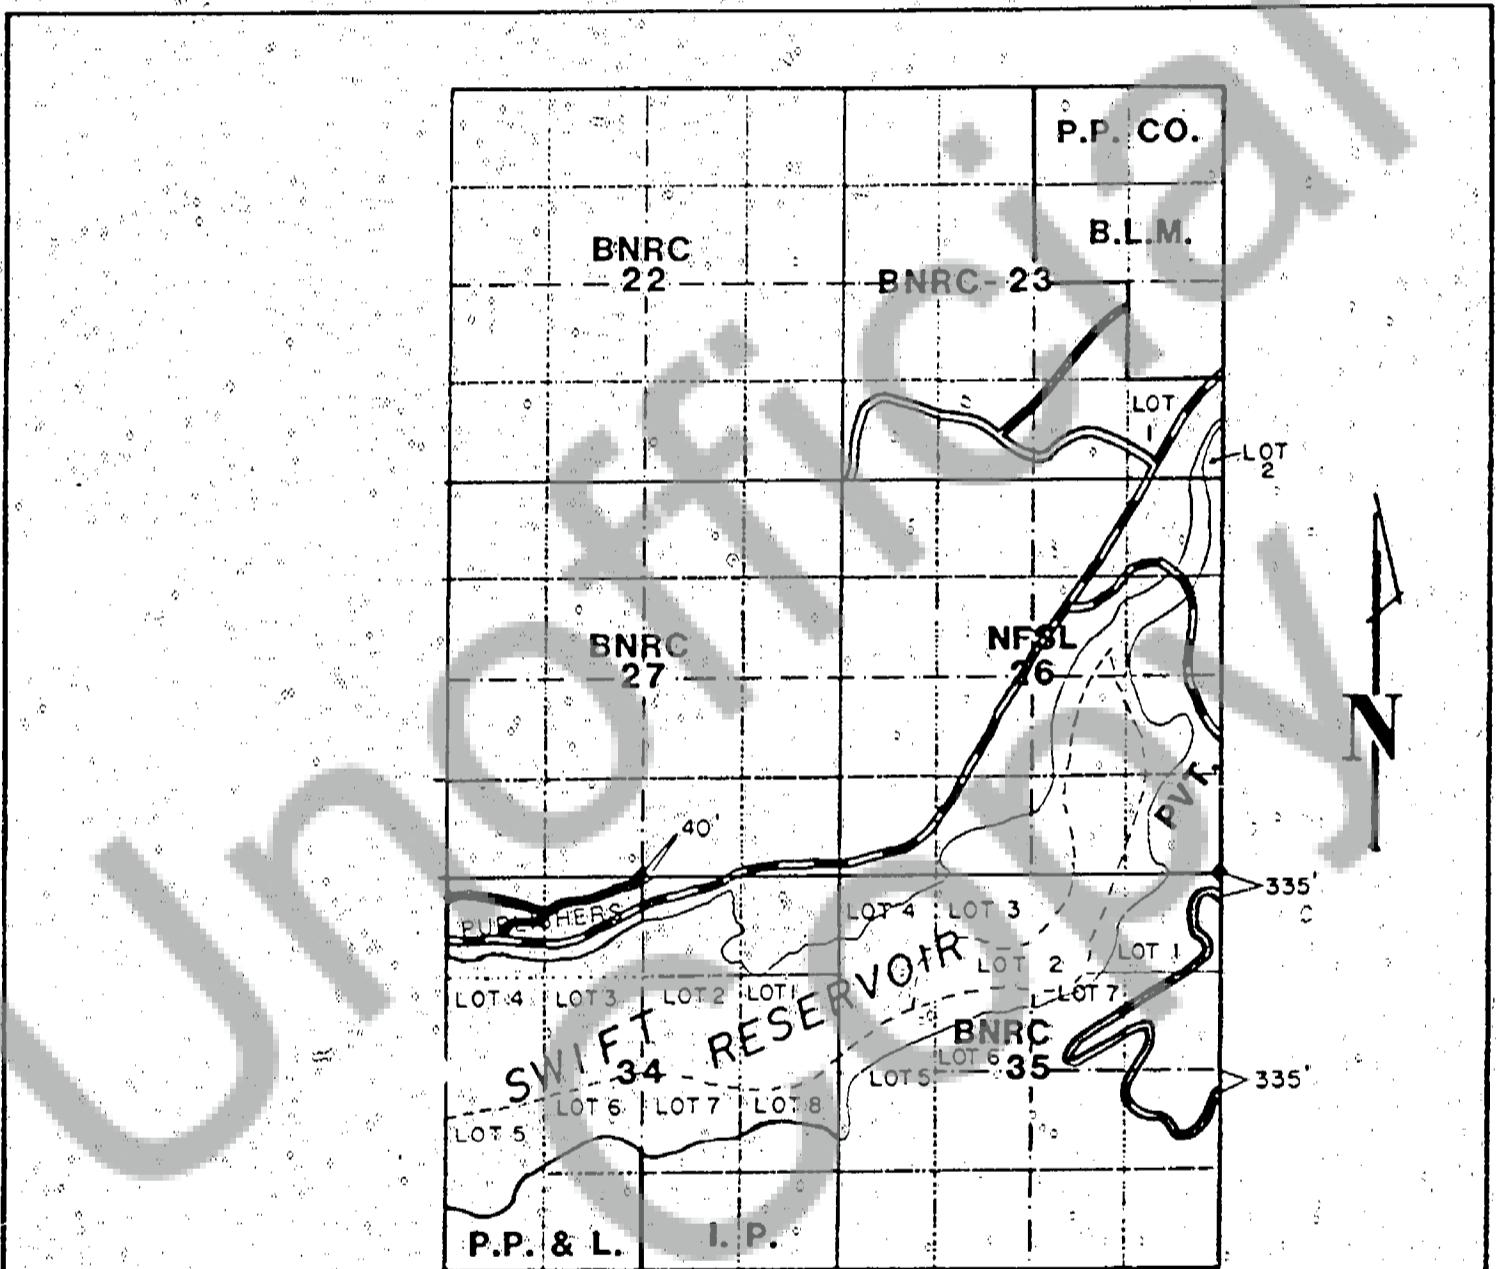 P.P. CO.
B.L.M.
BNRC
22
BNRC- 23
LOT
1
LOT
2
BNRC
27
NFSL
26
N
PVT.
40'
335'
LOT 4
LOT 3
LOT 2
LOT 1
LOT 4
LOT 3
LOT 2
LOT 1
LOT 7
SWIFT RESERVOIR
34
BNRC
35
LOT 6
LOT 5
335'
LOT 6
LOT 7
LOT 8
LOT 5
P.P. & L.
I. P.
Unofficial
Copy